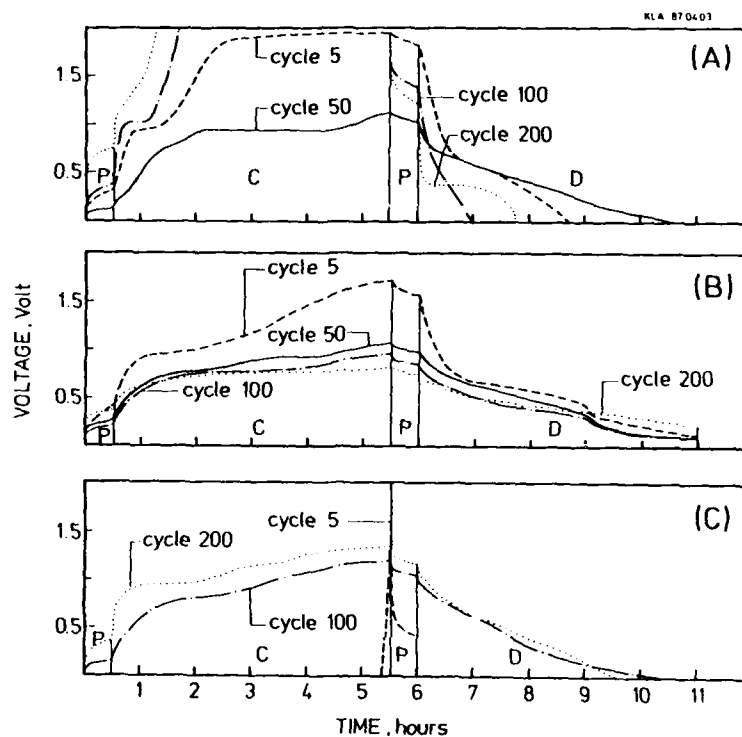 KLA 870403
(A)
1.5
cycle 5
cycle 50
cycle 100
0.5
cycle 200
P
C
P
D
cycle 5
(B)
1.5
cycle 50
cycle 200
0.5
cycle 100
P
C
P
D
VOLTAGE, Volt
cycle 5
(C)
1.5
cycle 200
0.5
P
cycle 100
C
P
D
1 2 3 4 5 6 7 8 9 10 11
TIME, hours